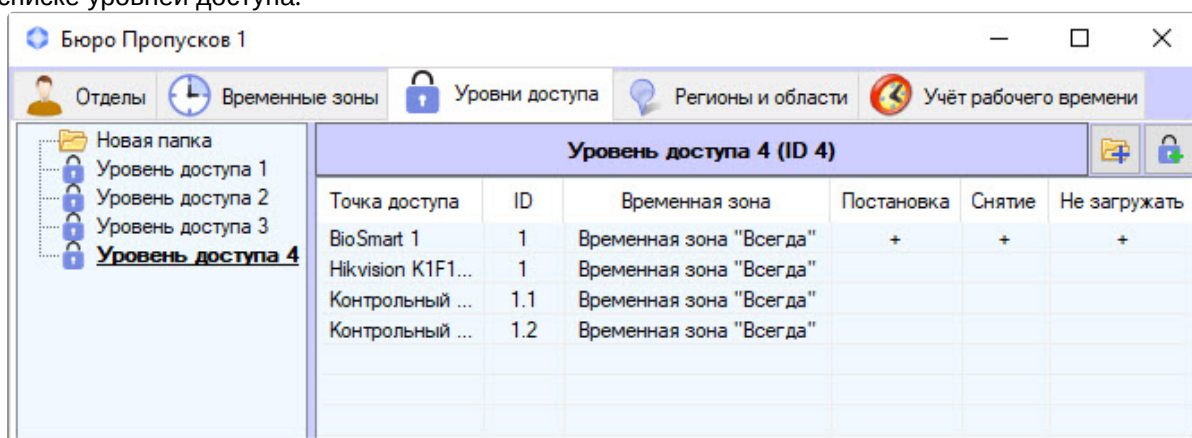 списке уровней доступа.
Бюро Пропусков 1
Отделы Временные зоны Уровни доступа Регионы и области Учёт рабочего времени
Новая папка
Уровень доступа 1
Уровень доступа 2
Уровень доступа 3
Уровень доступа 4
Уровень доступа 4 (ID 4)
Точка доступа ID Временная зона Постановка Снятие Не загружать
BioSmart 1 1 Временная зона "Всегда" + + +
Hikvision K1F1... 1 Временная зона "Всегда"
Контрольный ... 1.1 Временная зона "Всегда"
Контрольный ... 1.2 Временная зона "Всегда"